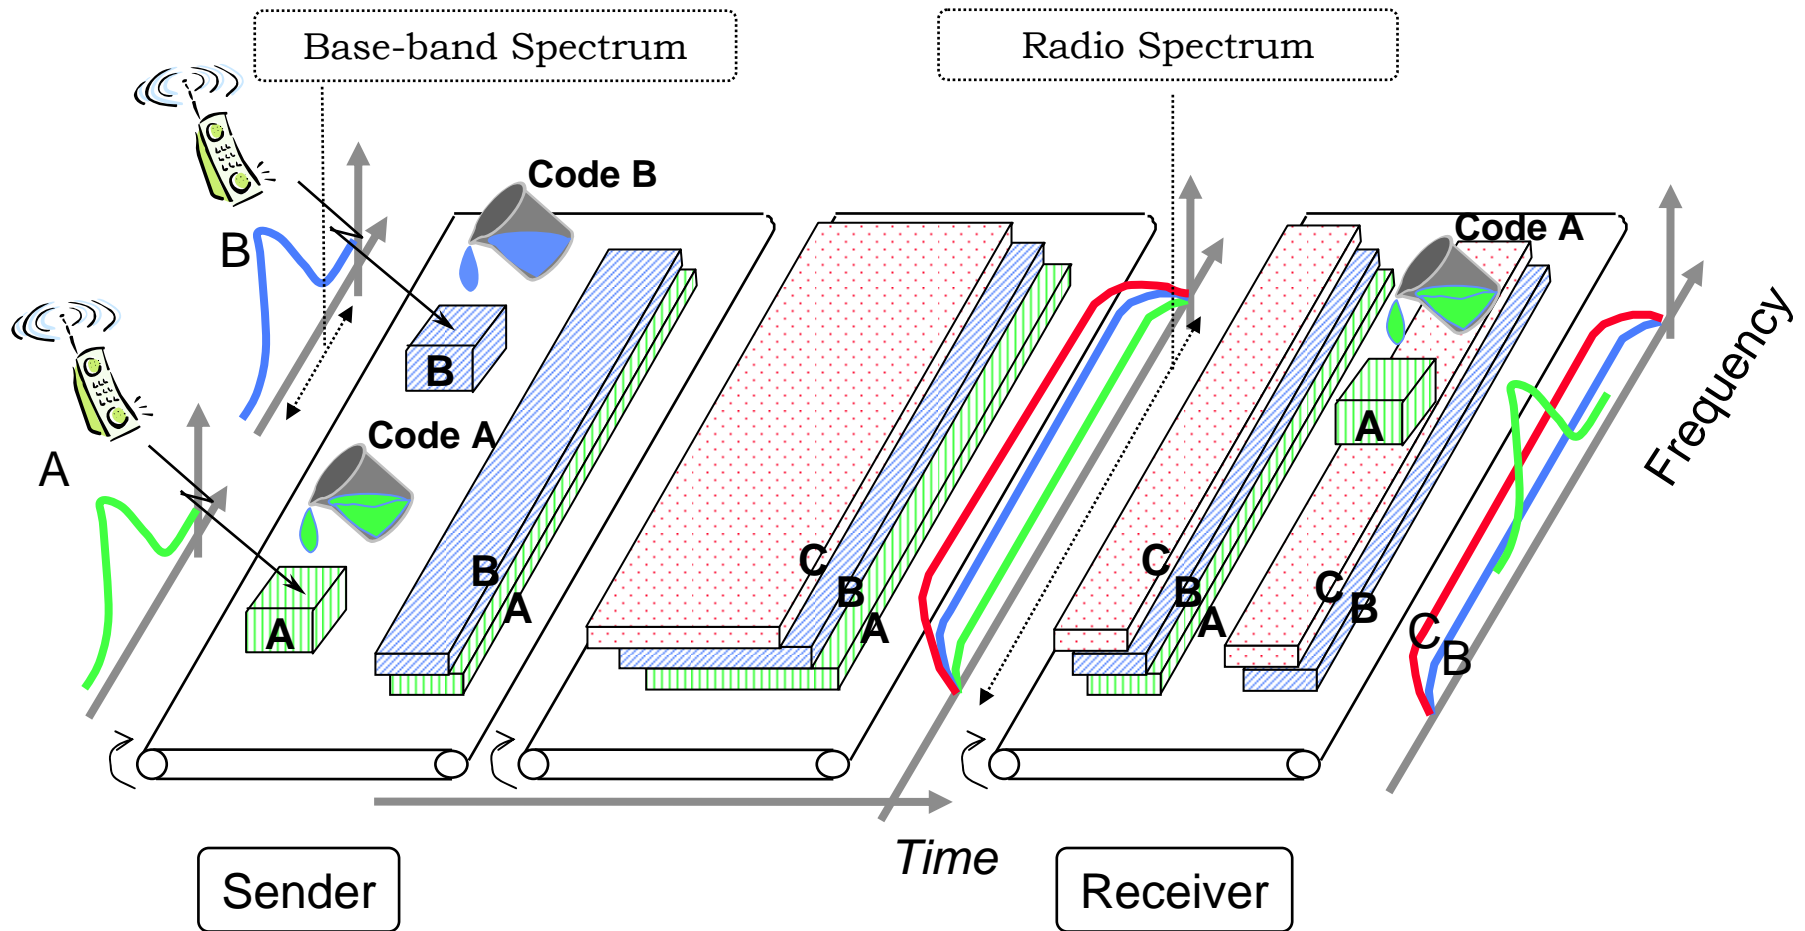 Base-band Spectrum
Radio Spectrum
Code B
Code A
B
B
Code A
A
A
B
A
C
B
A
C
B
A
A
C
B
C
B
Frequency
Time
Sender
Receiver